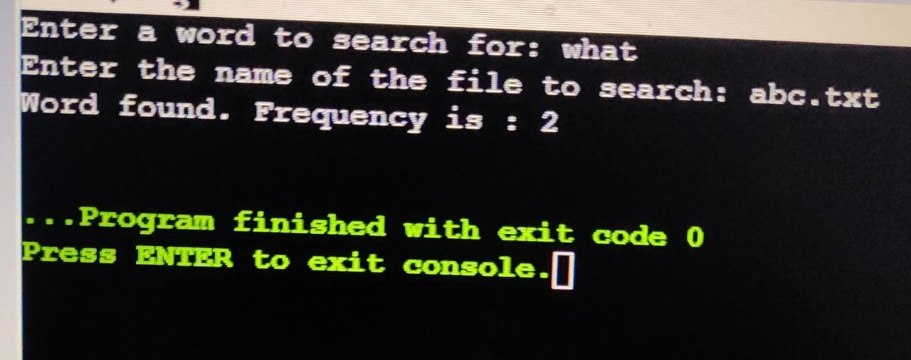 Enter a word to search for: what
Enter the name of the file to search: abc.txt
Word found. Frequency is : 2
...Program finished with exit code 0
Press ENTER to exit console.